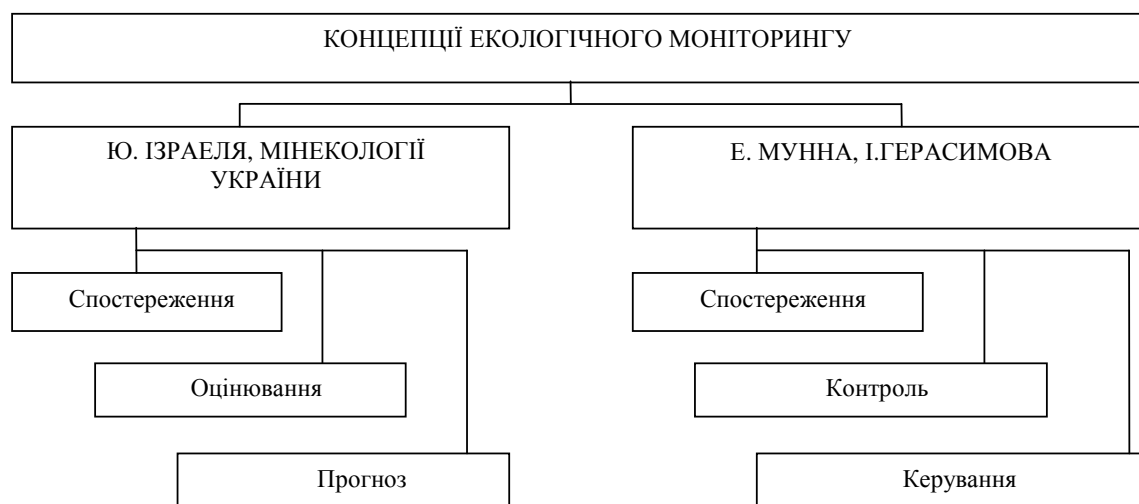 КОНЦЕПЦІЇ ЕКОЛОГІЧНОГО МОНІТОРИНГУ
Ю. ІЗРАЕЛЯ, МІНЕКОЛОГІЇ
УКРАЇНИ
Спостереження
Оцінювання
Прогноз
Е. МУННА, І.ГЕРАСИМОВА
Спостереження
Контроль
Керування